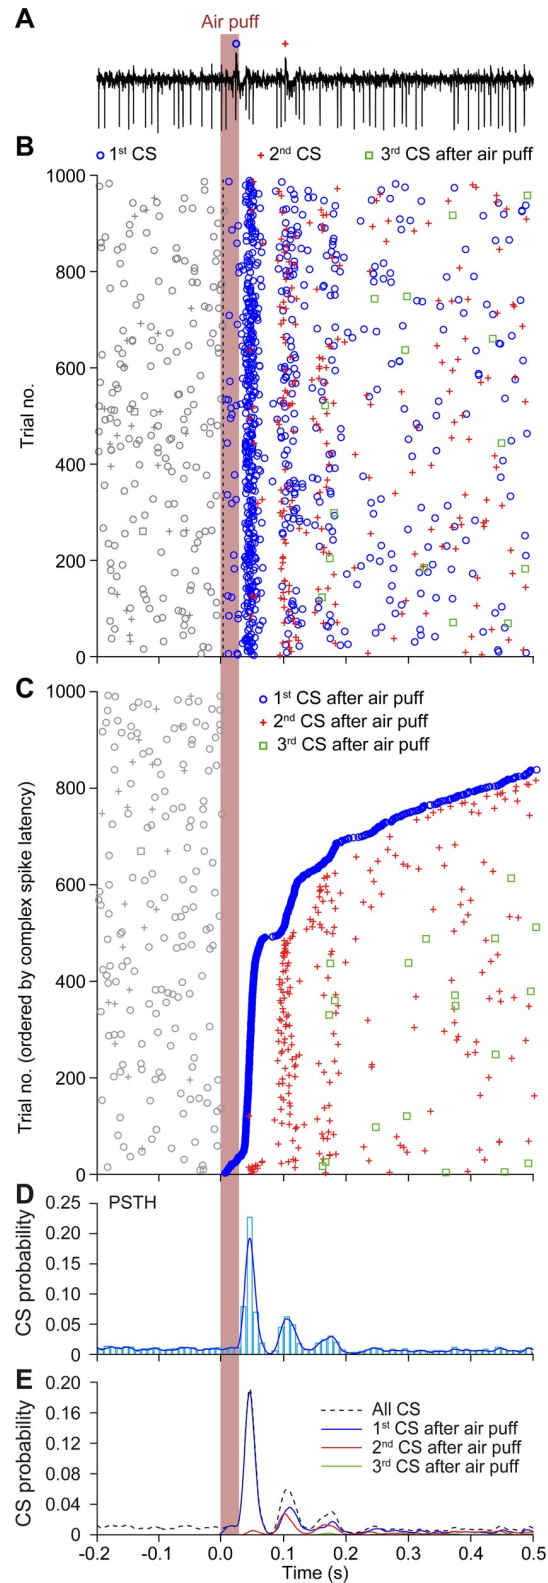 A
Air puff
B
1st CS
2nd CS
3rd CS after air puff
1000
800
600
400
200
0
Trial no.
C
1000
800
600
400
200
0
1st CS after air puff
2nd CS after air puff
3rd CS after air puff
Trial no. (ordered by complex spike latency)
D
PSTH
0.25
0.20
0.15
0.10
0.05
0
CS probability
E
0.20
0.16
0.12
0.08
0.04
0
CS probability
All CS
1st CS after air puff
2nd CS after air puff
3rd CS after air puff
-0.2 -0.1 0.0 0.1 0.2 0.3 0.4 0.5
Time (s)